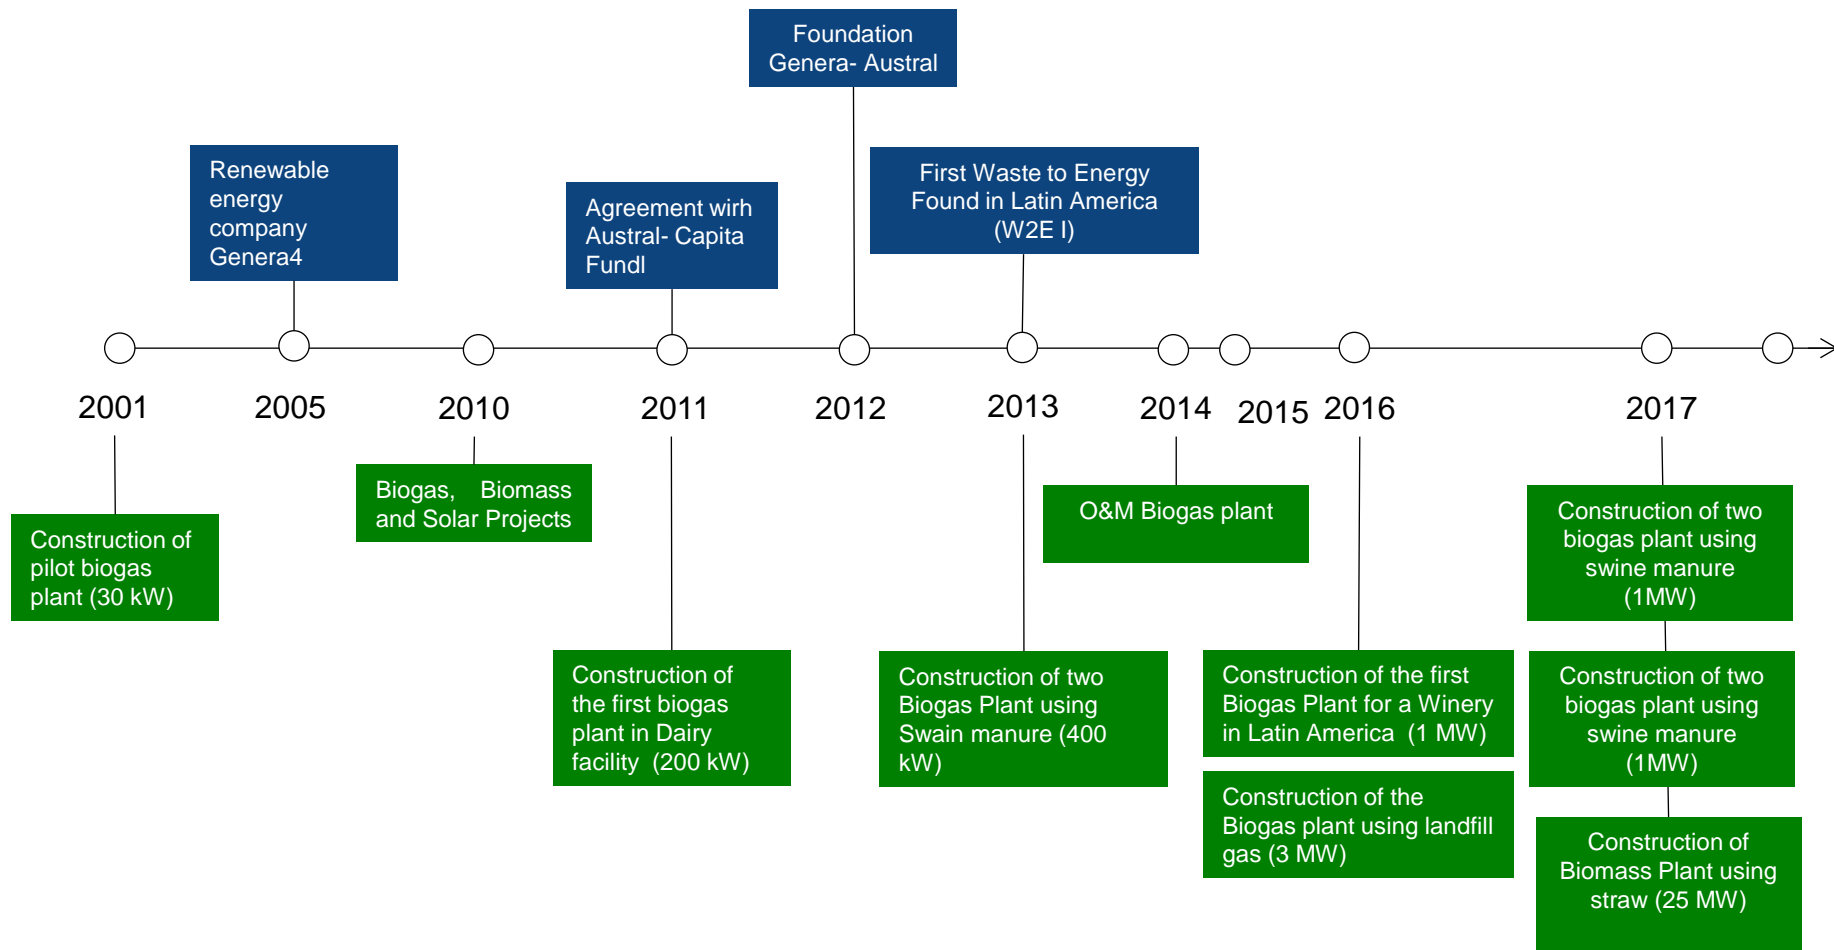 Foundation
Genera- Austral
Renewable
energy
company
Genera4
Agreement wirh
Austral- Capita
Fundl
First Waste to Energy
Found in Latin America
(W2E I)
2001
2005
2010
2011
2012
2013
2014
2015
2016
2017
Construction of
pilot biogas
plant (30 kW)
Biogas, Biomass
and Solar Projects
Construction of
the first biogas
plant in Dairy
facility (200 kW)
Construction of two
Biogas Plant using
Swain manure (400
kW)
O&M Biogas plant
Construction of the first
Biogas Plant for a Winery
in Latin America (1 MW)
Construction of the
Biogas plant using landfill
gas (3 MW)
Construction of two
biogas plant using
swine manure
(1MW)
Construction of two
biogas plant using
swine manure
(1MW)
Construction of
Biomass Plant using
straw (25 MW)